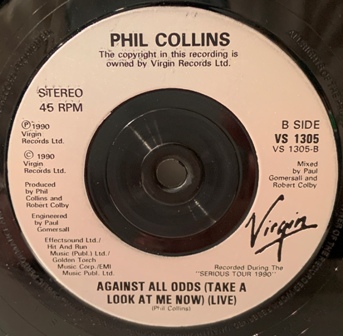 PHIL COLLINS
The copyright in this recording is
owned by Virgin Records Ltd.
STEREO
45 RPM
℗ 1990
Virgin
Records Ltd.
© 1990
Virgin
Records Ltd.
Produced by
Phil
Collins and
Robert Colby
Engineered by
Paul
Gomersall
Effectsound Ltd./
Hit And Run
Music (Publ.) Ltd./
Golden Torch
Music Corp./EMI
Music Publ. Ltd.
B SIDE
VS 1305
VS 1305-B
Mixed by
Paul
Gomersall and
Robert Colby
Virgin
Recorded During The
"SERIOUS TOUR 1990"
AGAINST ALL ODDS (TAKE A
LOOK AT ME NOW) (LIVE)
(Phil Collins)